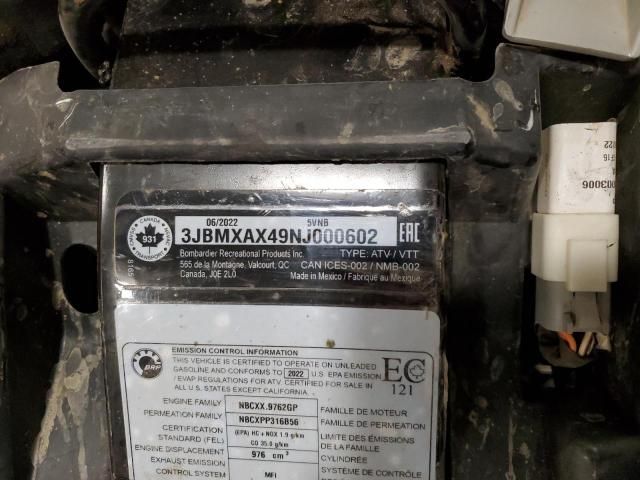 06/2022 5VNB
3JBMXAX49NJ000602
EAC
CANADA
931
TRANSPORT
Bombardier Recreational Products Inc. TYPE: ATV / VTT
565 de la Montagne, Valcourt, QC CAN ICES-002 / NMB-002
Canada, J0E 2L0 Made in Mexico / Fabriqué au Mexique
003006
BRP
EMISSION CONTROL INFORMATION
THIS VEHICLE IS CERTIFIED TO OPERATE ON UNLEADED
GASOLINE AND CONFORMS TO 2022 U.S. EPA EMISSION
/ EVAP REGULATIONS FOR ATV. CERTIFIED FOR SALE IN
ALL U.S. STATES EXCEPT CALIFORNIA.
EC
121
ENGINE FAMILY NBCXX.9762GP FAMILLE DE MOTEUR
PERMEATION FAMILY NBCXPP316B56 FAMILLE DE PERMÉATION
CERTIFICATION (EPA) HC + NOX 1.9 g/km LIMITE DES ÉMISSIONS
STANDARD (FEL) CO 35.0 g/km DE LA FAMILLE
ENGINE DISPLACEMENT 976 cm³ CYLINDRÉE
EXHAUST EMISSION MFI SYSTÈME DE CONTRÔLE
CONTROL SYSTEM